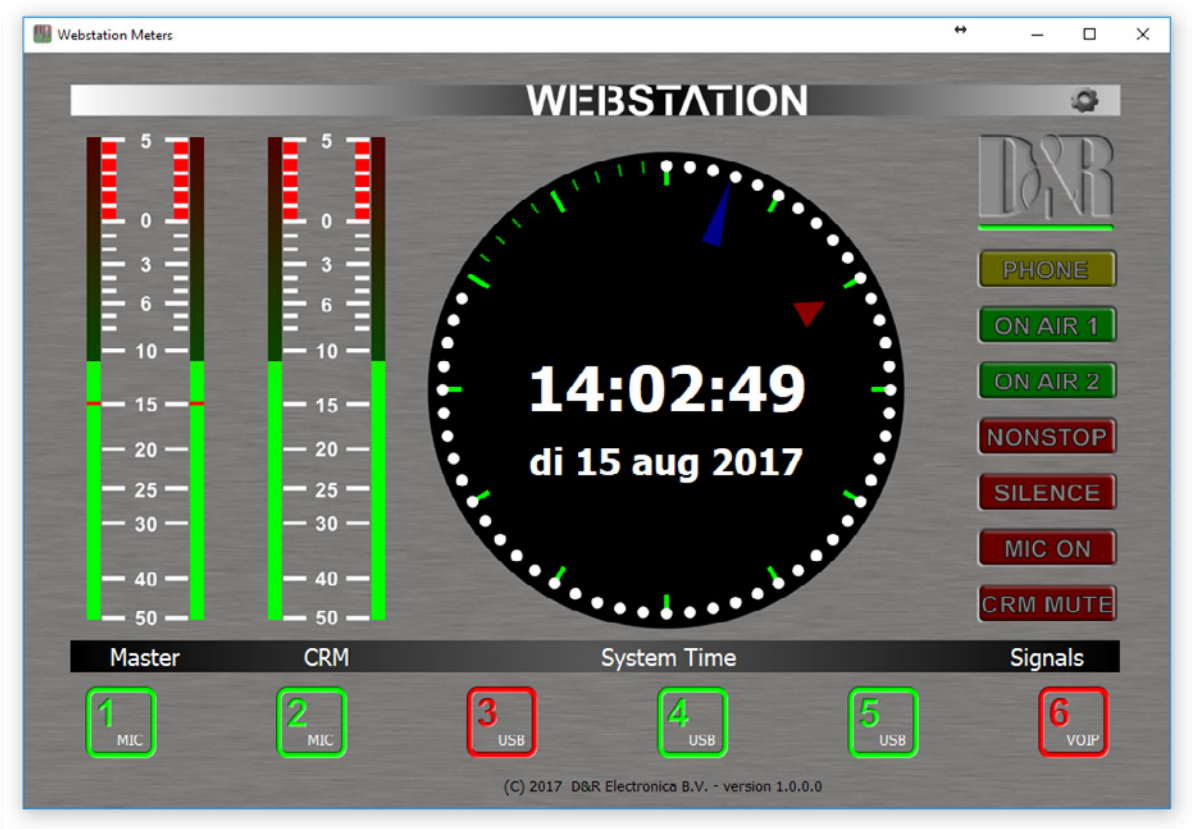 Webstation Meters
WEBSTATION
D&R
5
0
3
6
10
15
20
25
30
40
50
5
0
3
6
10
15
20
25
30
40
50
14:02:49
di 15 aug 2017
PHONE
ON AIR 1
ON AIR 2
NONSTOP
SILENCE
MIC ON
CRM MUTE
Master CRM System Time Signals
1 MIC
2 MIC
3 USB
4 USB
5 USB
6 VOIP
(C) 2017 D&R Electronica B.V. - version 1.0.0.0